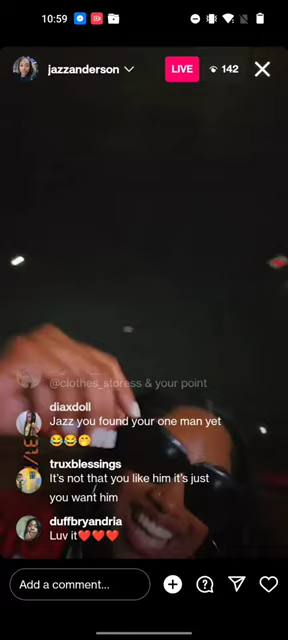 10:59
jazzanderson
LIVE
142
@clothes_storess & your point
diaxdoll
Jazz you found your one man yet
😂😂🤭
truxblessings
It's not that you like him it's just
you want him
duffbryandria
Luv it❤️❤️❤️
Add a comment...